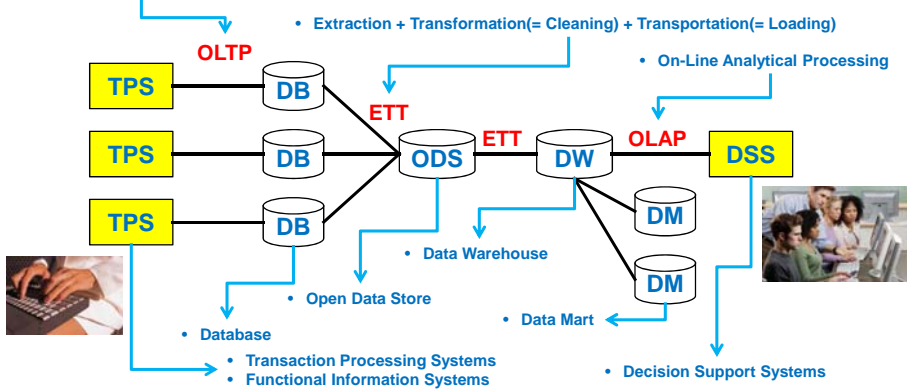 • Extraction + Transformation(= Cleaning) + Transportation(= Loading)
OLTP
• On-Line Analytical Processing
TPS
DB
ETT
TPS
DB
ODS
ETT
DW
OLAP
DSS
TPS
DB
DM
• Data Warehouse
DM
• Open Data Store
• Data Mart
• Database
• Transaction Processing Systems
• Functional Information Systems
• Decision Support Systems